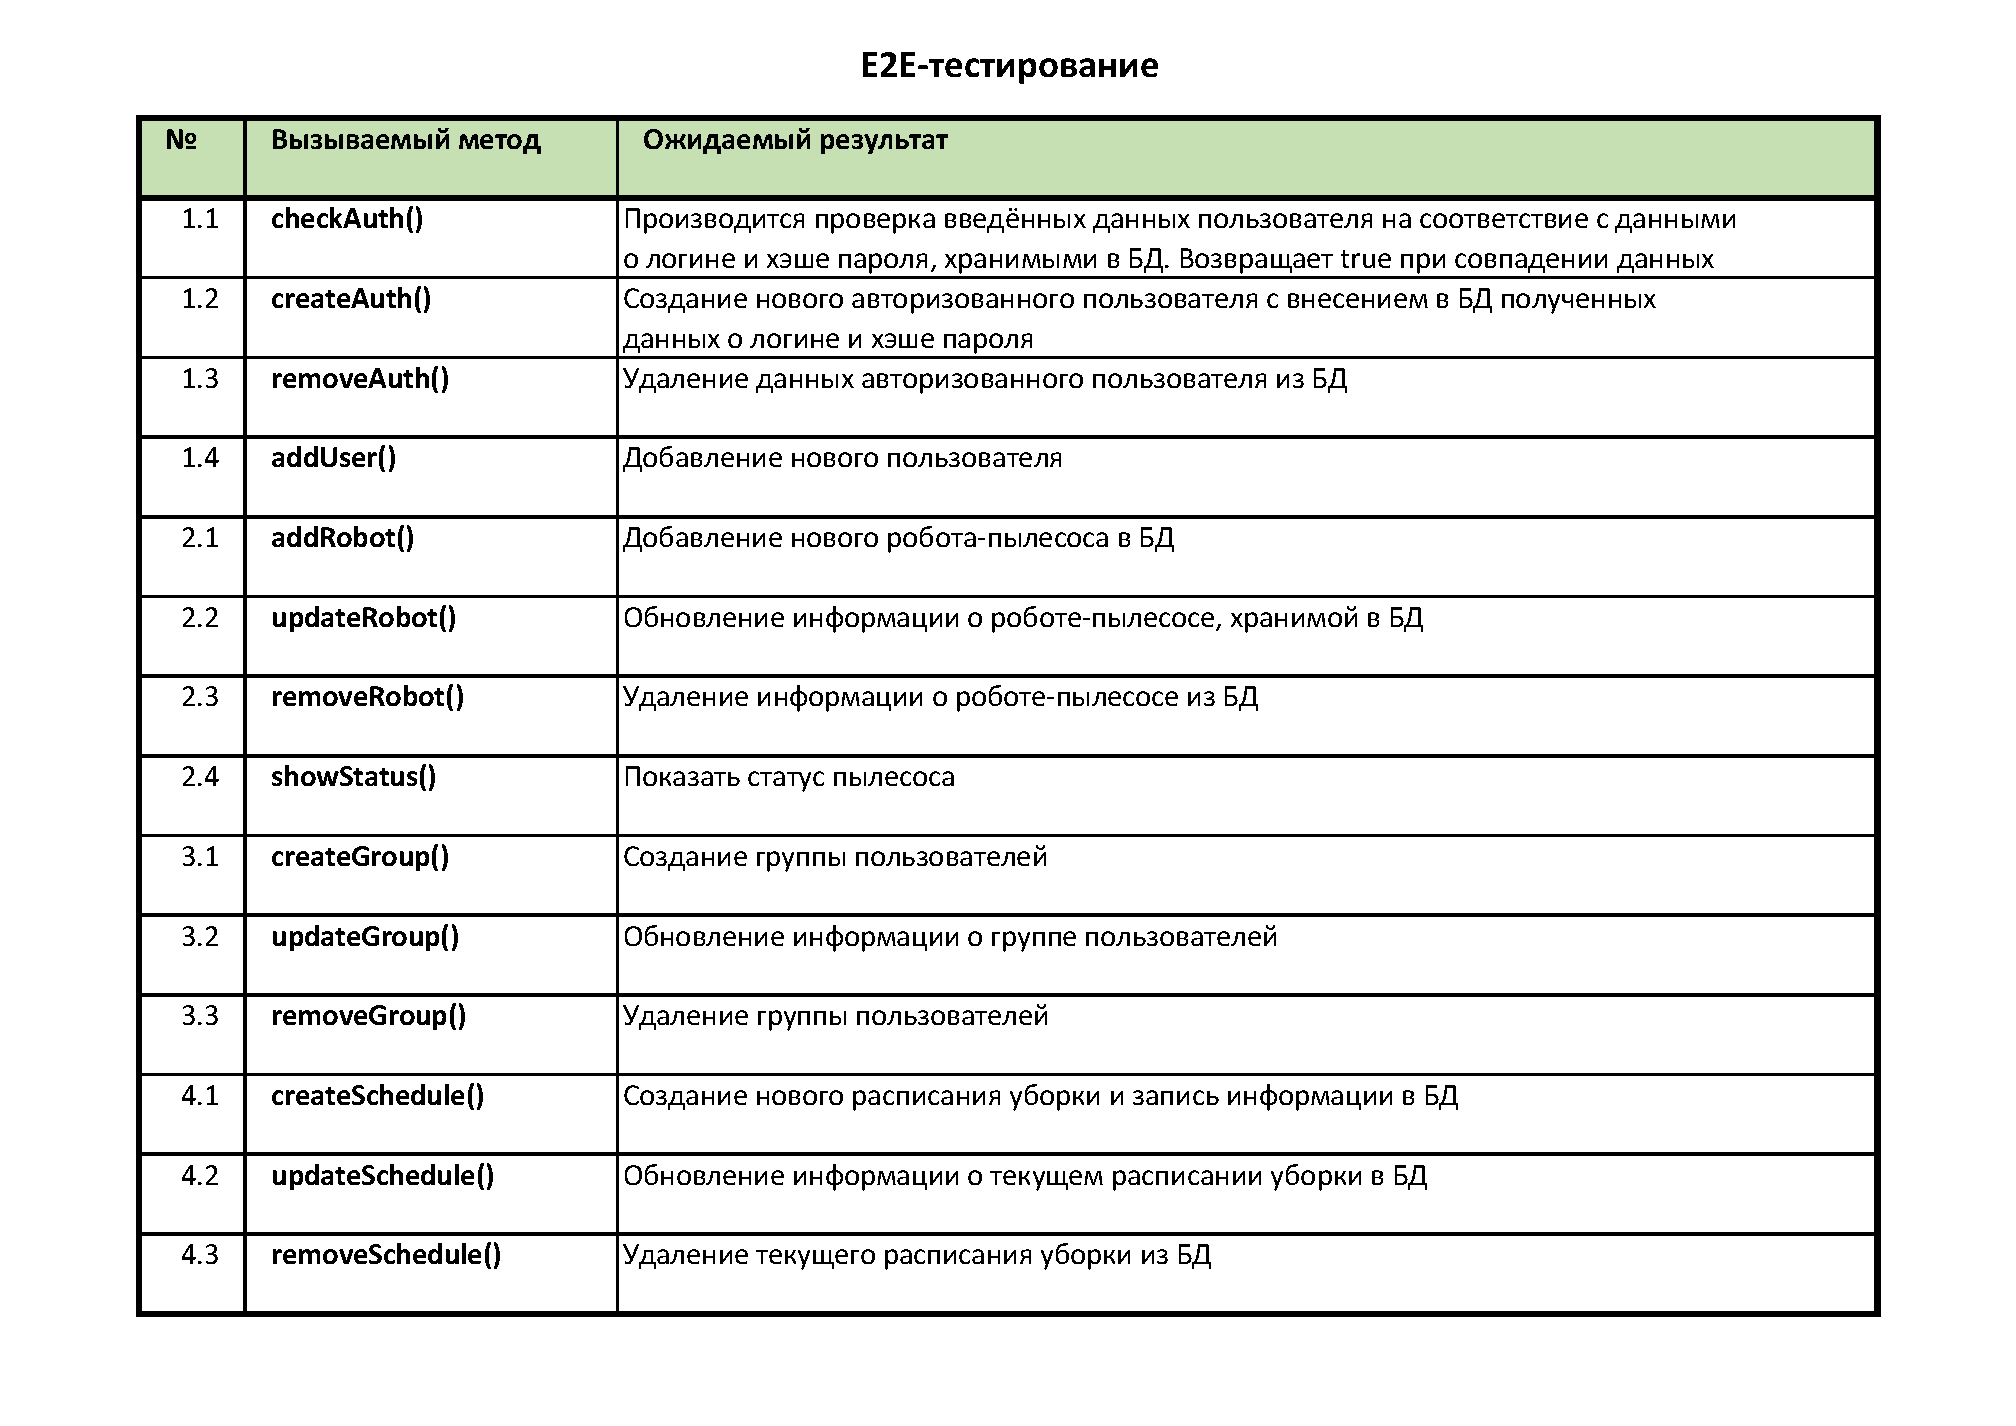 E2E-тестирование
№ Вызываемый метод Ожидаемый результат
1.1 checkAuth() Производится проверка введённых данных пользователя на соответствие с данными
о логине и хэше пароля, хранимыми в БД. Возвращает true при совпадении данных
1.2 createAuth() Создание нового авторизованного пользователя с внесением в БД полученных
данных о логине и хэше пароля
1.3 removeAuth() Удаление данных авторизованного пользователя из БД
1.4 addUser() Добавление нового пользователя
2.1 addRobot() Добавление нового робота-пылесоса в БД
2.2 updateRobot() Обновление информации о роботе-пылесосе, хранимой в БД
2.3 removeRobot() Удаление информации о роботе-пылесосе из БД
2.4 showStatus() Показать статус пылесоса
3.1 createGroup() Создание группы пользователей
3.2 updateGroup() Обновление информации о группе пользователей
3.3 removeGroup() Удаление группы пользователей
4.1 createSchedule() Создание нового расписания уборки и запись информации в БД
4.2 updateSchedule() Обновление информации о текущем расписании уборки в БД
4.3 removeSchedule() Удаление текущего расписания уборки из БД